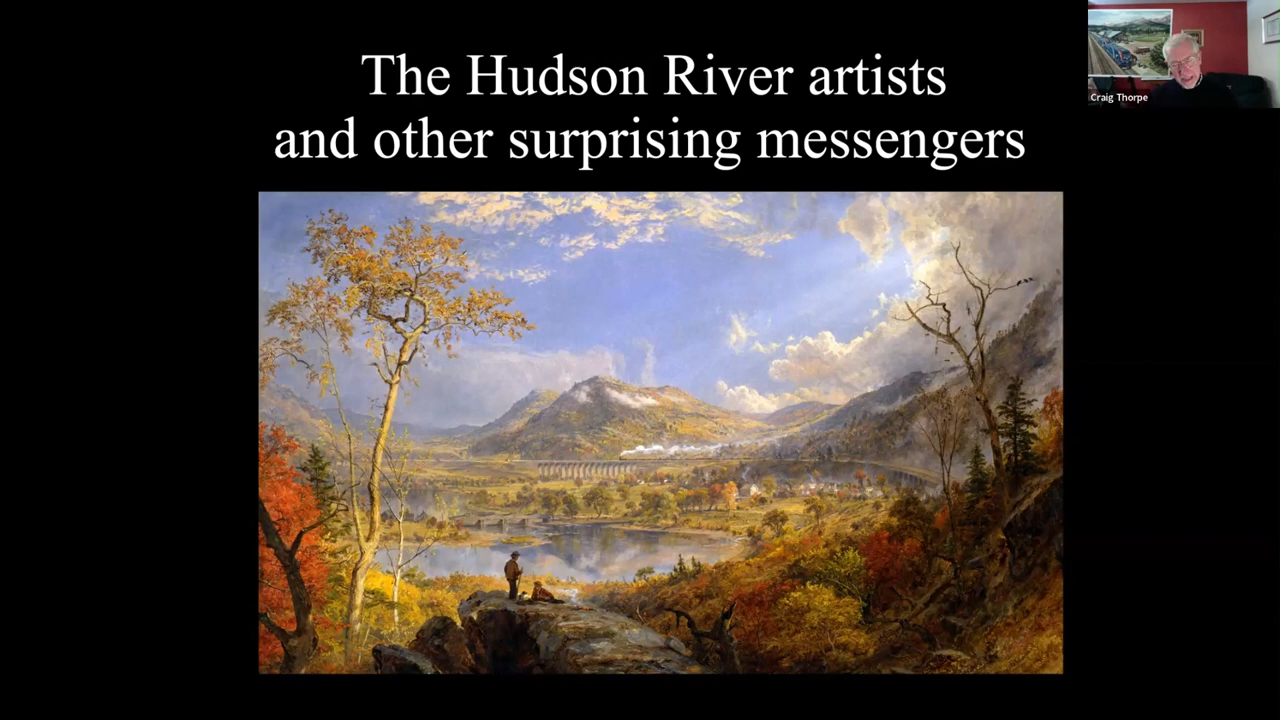 The Hudson River artists
and other surprising messengers
Craig Thorpe